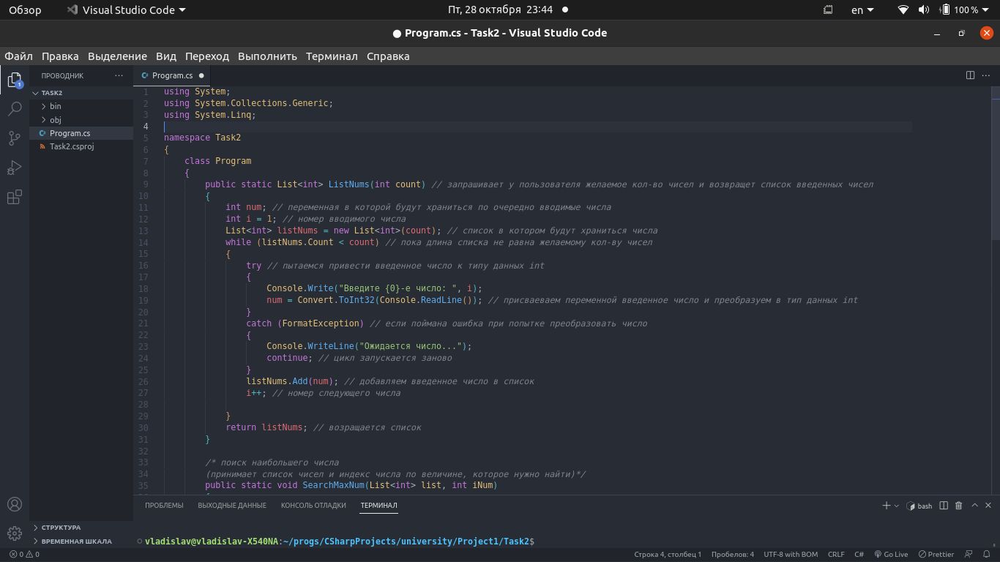 Обзор Visual Studio Code Пт, 28 октября 23:44 en 100 %
Program.cs - Task2 - Visual Studio Code
Файл Правка Выделение Вид Переход Выполнить Терминал Справка
ПРОВОДНИК
1
TASK2
bin
obj
Program.cs
Task2.csproj
СТРУКТУРА
ВРЕМЕННАЯ ШКАЛА
Program.cs
1 using System;
2 using System.Collections.Generic;
3 using System.Linq;
4
5 namespace Task2
6 {
7 class Program
8 {
9 public static List<int> ListNums(int count) // запрашивает у пользователя желаемое кол-во чисел и возвращет список введенных чисел
10 {
11 int num; // переменная в которой будут храниться по очередно вводимые числа
12 int i = 1; // номер вводимого числа
13 List<int> listNums = new List<int>(count); // список в котором будут храниться числа
14 while (listNums.Count < count) // пока длина списка не равна желаемому кол-ву чисел
15 {
16 try // пытаемся привести введенное число к типу данных int
17 {
18 Console.Write("Введите {0}-е число: ", i);
19 num = Convert.ToInt32(Console.ReadLine()); // присваеваем переменной введенное число и преобразуем в тип данных int
20 }
21 catch (FormatException) // если поймана ошибка при попытке преобразовать число
22 {
23 Console.WriteLine("Ожидается число...");
24 continue; // цикл запускается заново
25 }
26 listNums.Add(num); // добавляем введенное число в список
27 i++; // номер следующего числа
28
29 }
30 return listNums; // возращается список
31 }
32
33 /* поиск наибольшего числа
34 (принимает список чисел и индекс числа по величине, которое нужно найти)*/
35 public static void SearchMaxNum(List<int> list, int iNum)
ПРОБЛЕМЫ ВЫХОДНЫЕ ДАННЫЕ КОНСОЛЬ ОТЛАДКИ ТЕРМИНАЛ bash
vladislav@vladislav-X540NA:~/progs/CSharpProjects/university/Project1/Task2$
0 0 Строка 4, столбец 1 Пробелов: 4 UTF-8 with BOM CRLF C# Go Live Prettier